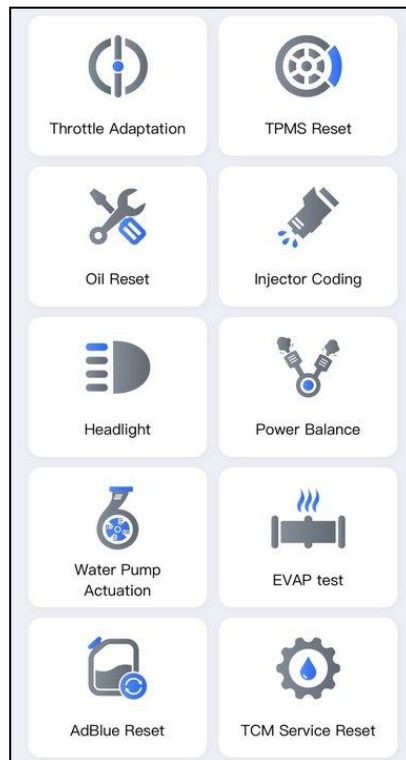 Throttle Adaptation
TPMS Reset
Oil Reset
Injector Coding
Headlight
Power Balance
Water Pump
Actuation
EVAP test
AdBlue Reset
TCM Service Reset